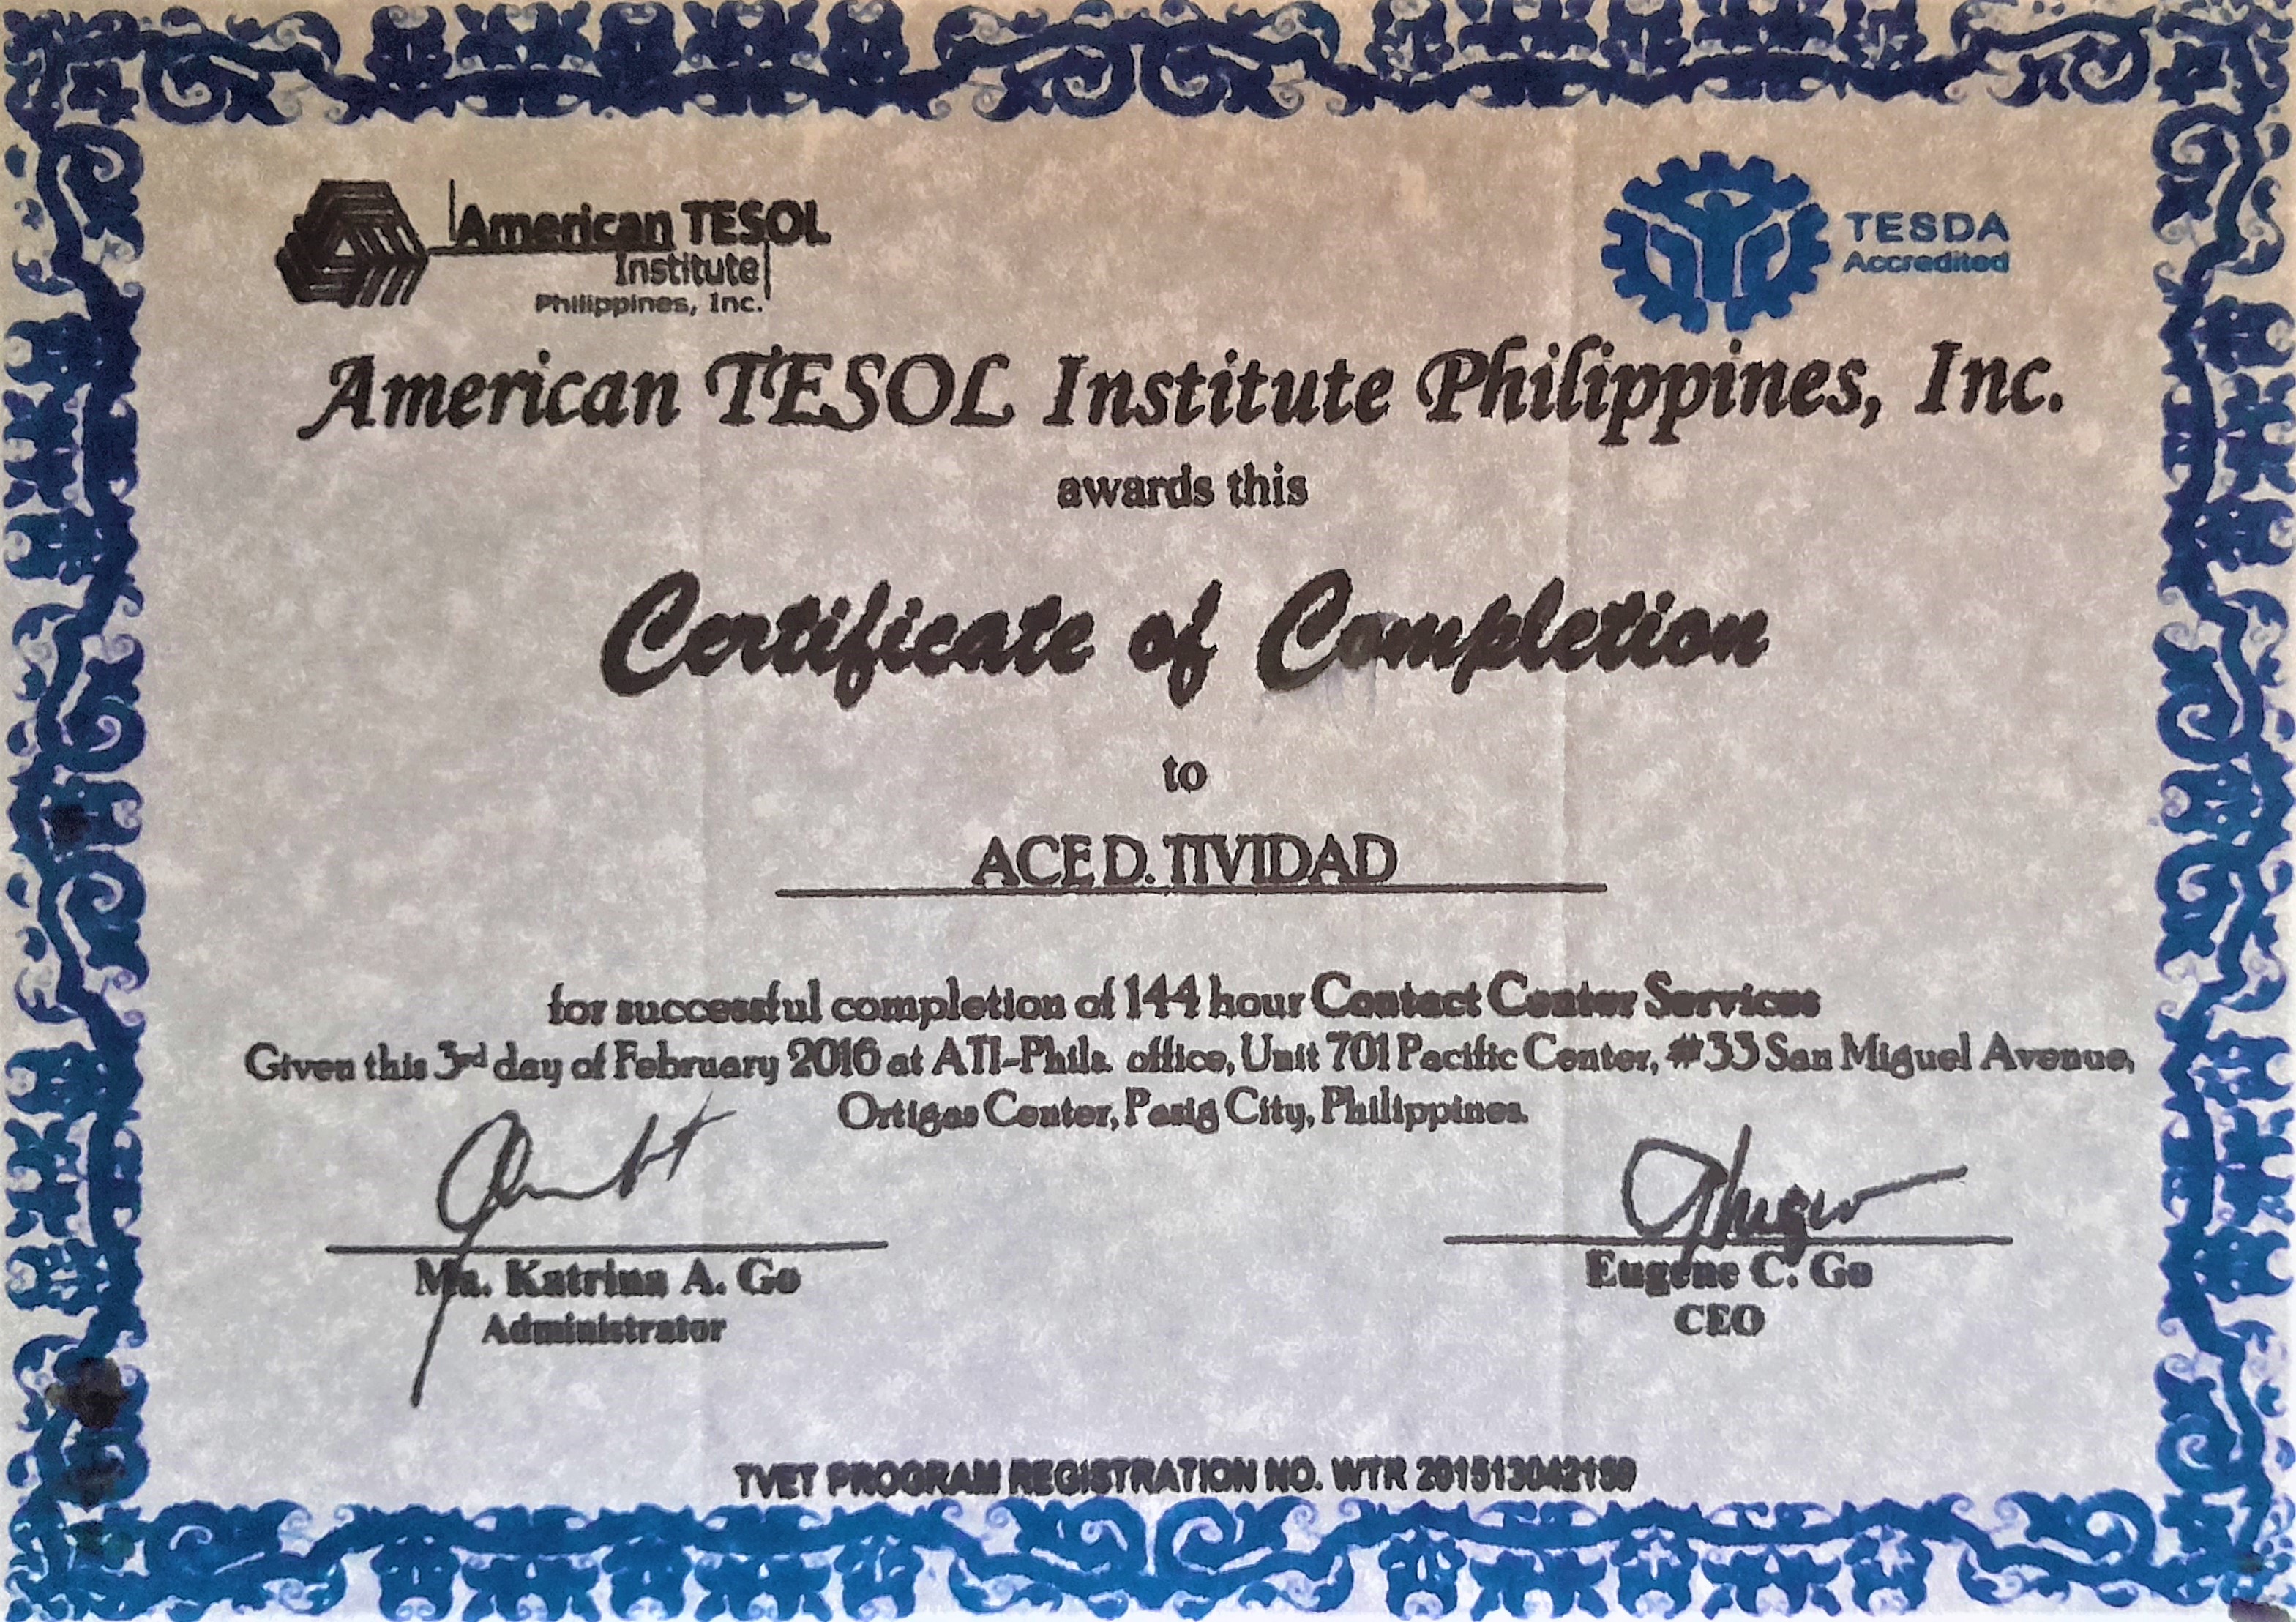 American TESOL
Institute
Philippines, Inc.
TESDA
Accredited
American TESOL Institute Philippines, Inc.
awards this
Certificate of Completion
to
ACE D. TIVIDAD
for successful completion of 144 hour Contact Center Services
Given this 3rd day of February 2016 at ATI-Phils. office, Unit 701 Pacific Center, #33 San Miguel Avenue,
Ortigas Center, Pasig City, Philippines.
Ma. Katrina A. Go
Administrator
Eugene C. Go
CEO
TVET PROGRAM REGISTRATION NO. WTR